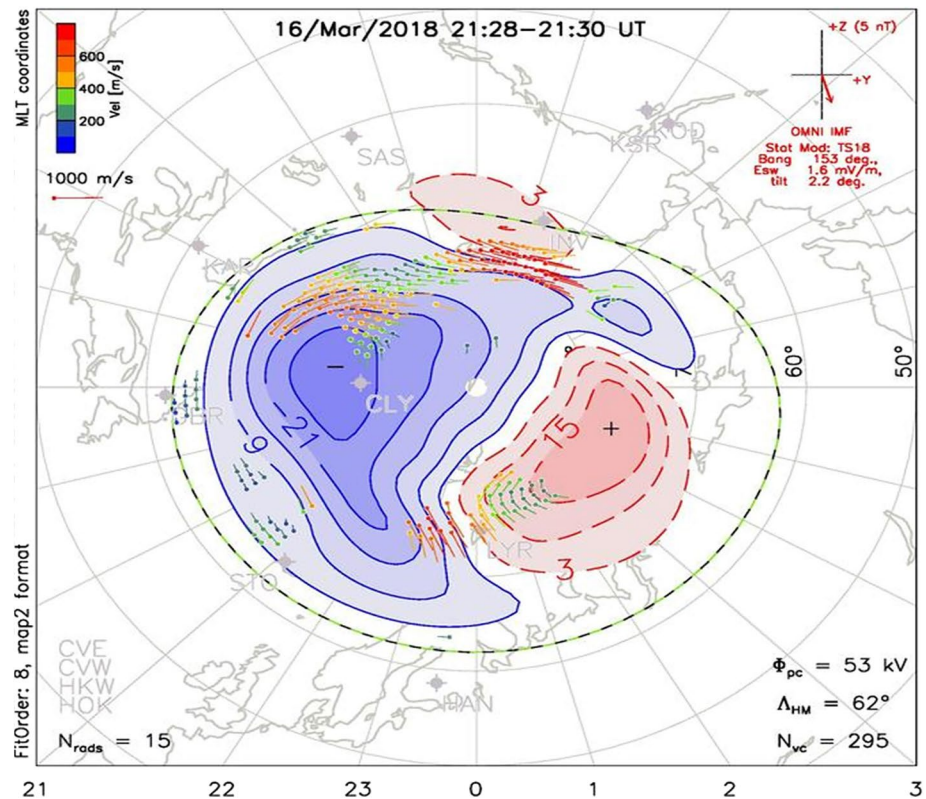 16/Mar/2018 21:28−21:30 UT
MLT coordinates
600
400
200
Vel [m/s]
1000 m/s
+Z (5 nT)
+Y
OMNI IMF
Stat Mod: TS18
Bang 153 deg.,
Esw 1.6 mV/m,
tilt 2.2 deg.
KOD
KSR
SAS
3
INV
KAP
60°
50°
−
CLY
GBR
9
21
15
+
LYR
3
STO
HAN
FitOrder: 8, map2 format
CVE
CVW
HKW
HOK
Nrads = 15
Φpc = 53 kV
ΛHM = 62°
Nvc = 295
21 22 23 0 1 2 3